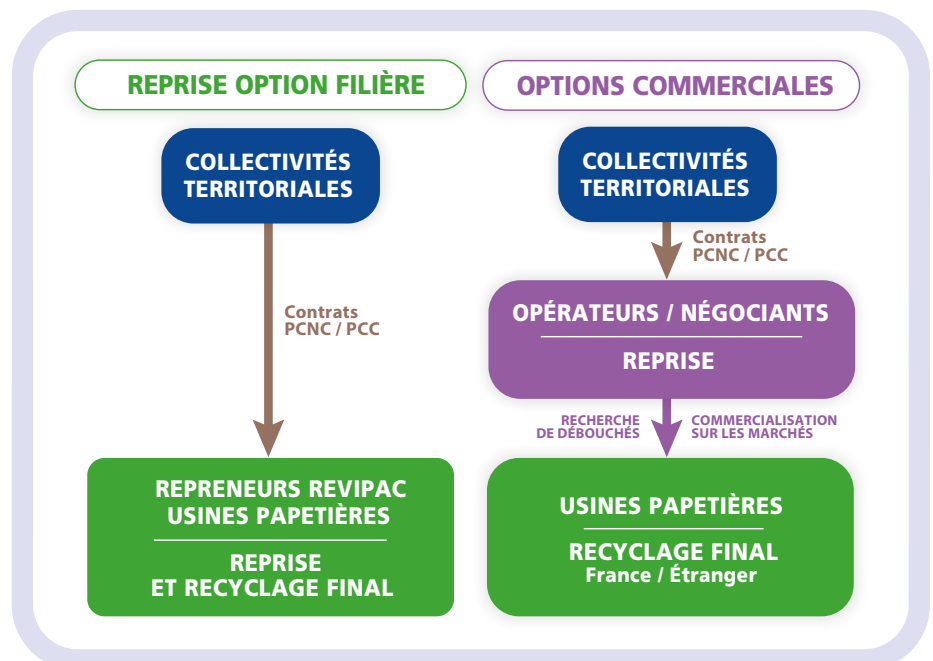 REPRISE OPTION FILIÈRE
COLLECTIVITÉS
TERRITORIALES
Contrats
PCNC / PCC
REPRENEURS REVIPAC
USINES PAPETIÈRES
REPRISE
ET RECYCLAGE FINAL
OPTIONS COMMERCIALES
COLLECTIVITÉS
TERRITORIALES
Contrats
PCNC / PCC
OPÉRATEURS / NÉGOCIANTS
REPRISE
RECHERCHE
DE DÉBOUCHÉS
COMMERCIALISATION
SUR LES MARCHÉS
USINES PAPETIÈRES
RECYCLAGE FINAL
France / Étranger